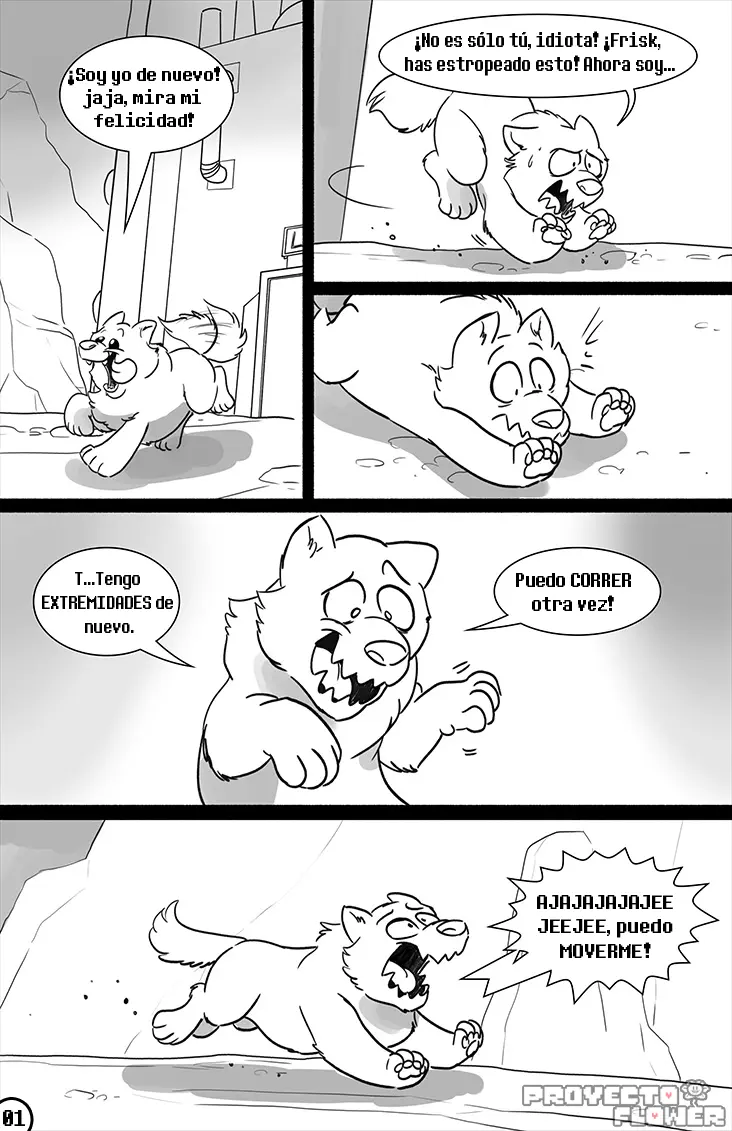 ¡Soy yo de nuevo!
jaja, mira mi
felicidad!
¡No es sólo tú, idiota! ¡Frisk,
has estropeado esto! Ahora soy...
L
T...Tengo
EXTREMIDADES de
nuevo.
Puedo CORRER
otra vez!
AJAJAJAJAJEE
JEEJEE, puedo
MOVERME!
01
PROYECTO
FLOWER